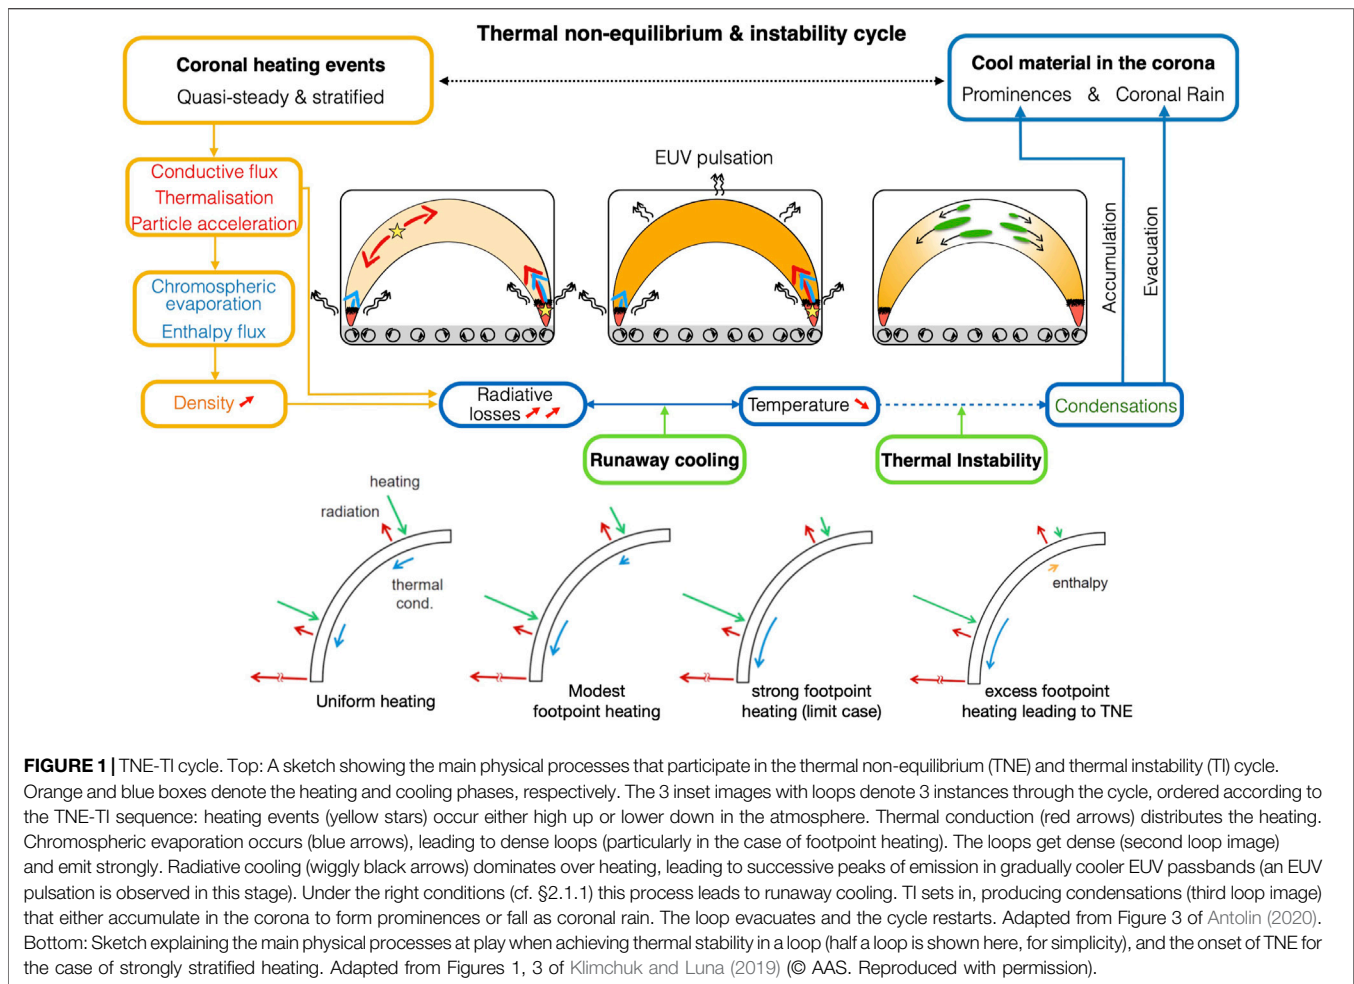 Thermal non-equilibrium & instability cycle
Coronal heating events
Quasi-steady & stratified
Cool material in the corona
Prominences & Coronal Rain
Conductive flux
Thermalisation
Particle acceleration
EUV pulsation
Accumulation
Evacuation
Chromospheric
evaporation
Enthalpy flux
Density
Radiative
losses
Temperature
Condensations
Runaway cooling
Thermal Instability
heating
radiation
thermal
cond.
enthalpy
Uniform heating
Modest
footpoint heating
strong footpoint
heating (limit case)
excess footpoint
heating leading to TNE
FIGURE 1 | TNE-TI cycle. Top: A sketch showing the main physical processes that participate in the thermal non-equilibrium (TNE) and thermal instability (TI) cycle.
Orange and blue boxes denote the heating and cooling phases, respectively. The 3 inset images with loops denote 3 instances through the cycle, ordered according to
the TNE-TI sequence: heating events (yellow stars) occur either high up or lower down in the atmosphere. Thermal conduction (red arrows) distributes the heating.
Chromospheric evaporation occurs (blue arrows), leading to dense loops (particularly in the case of footpoint heating). The loops get dense (second loop image)
and emit strongly. Radiative cooling (wiggly black arrows) dominates over heating, leading to successive peaks of emission in gradually cooler EUV passbands (an EUV
pulsation is observed in this stage). Under the right conditions (cf. §2.1.1) this process leads to runaway cooling. TI sets in, producing condensations (third loop image)
that either accumulate in the corona to form prominences or fall as coronal rain. The loop evacuates and the cycle restarts. Adapted from Figure 3 of Antolin (2020).
Bottom: Sketch explaining the main physical processes at play when achieving thermal stability in a loop (half a loop is shown here, for simplicity), and the onset of TNE for
the case of strongly stratified heating. Adapted from Figures 1, 3 of Klimchuk and Luna (2019) (© AAS. Reproduced with permission).